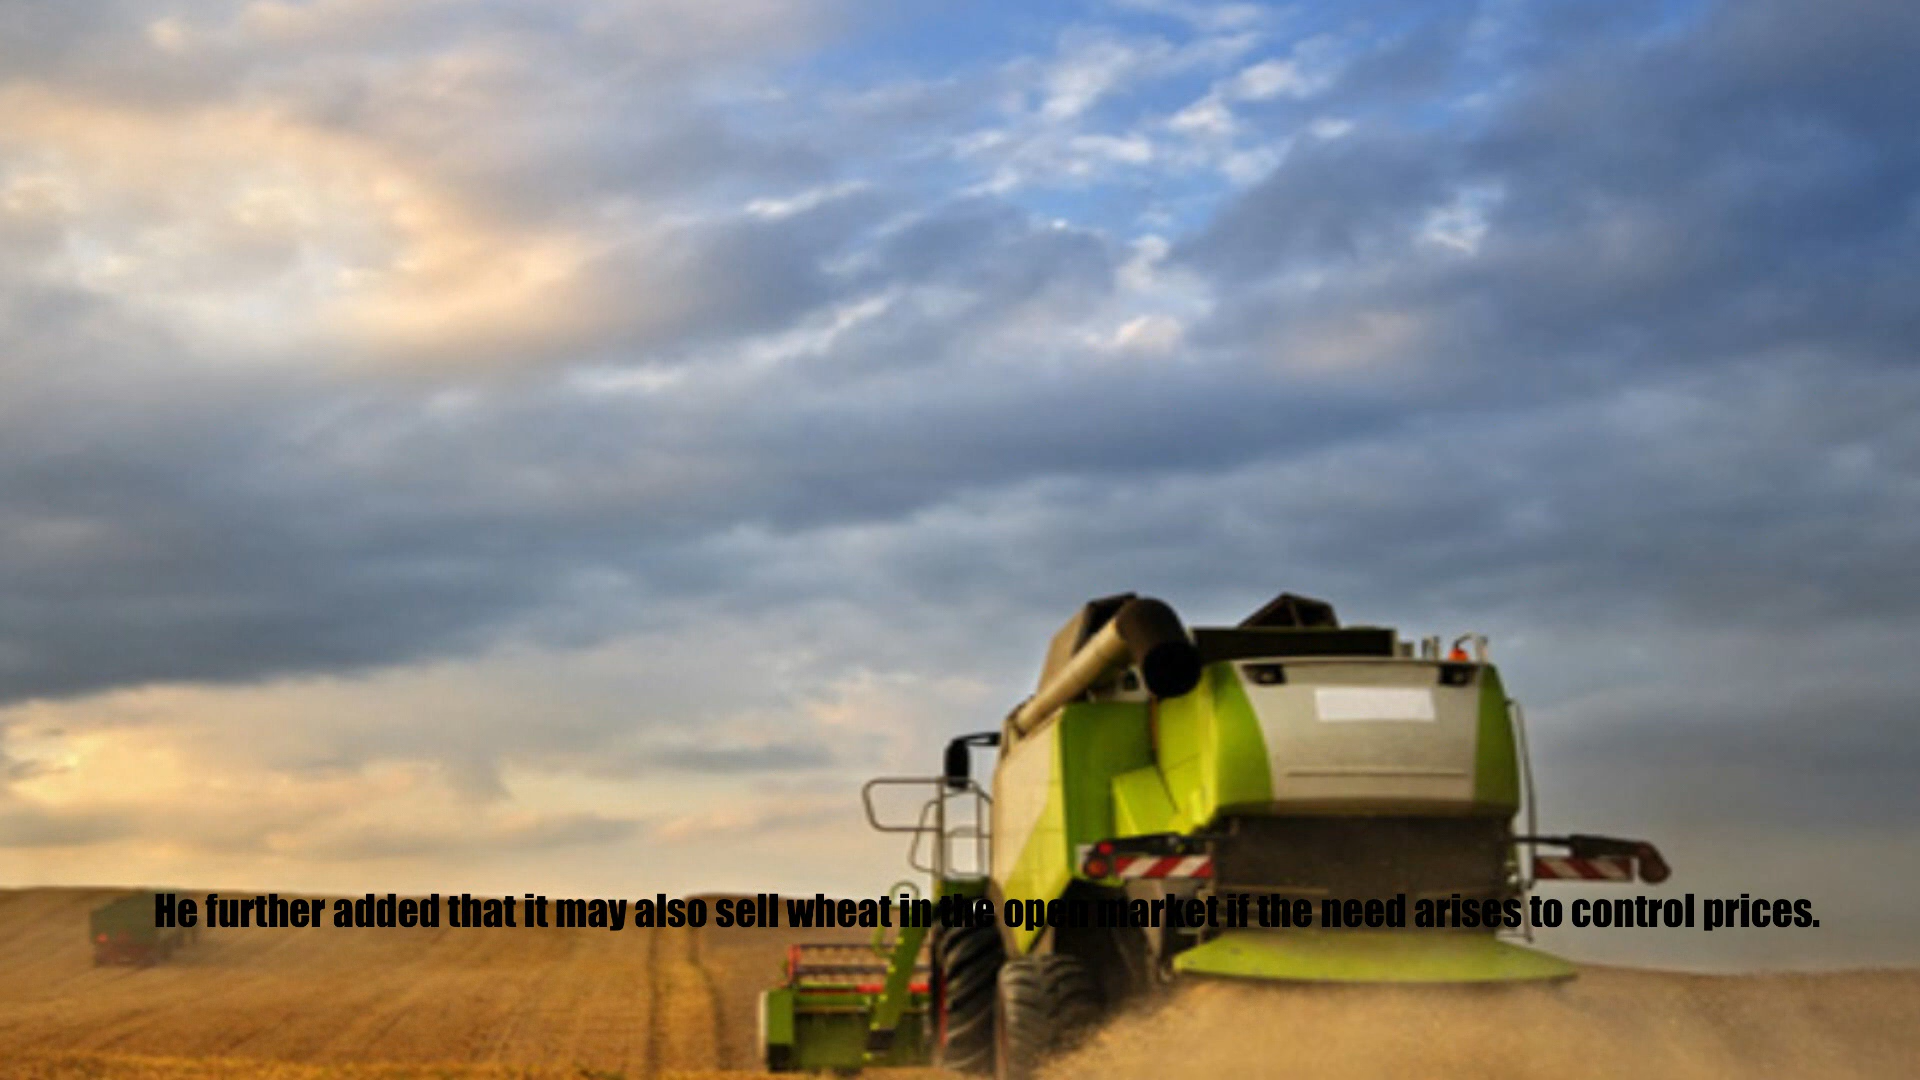 He further added that it may also sell wheat in the open market if the need arises to control prices.